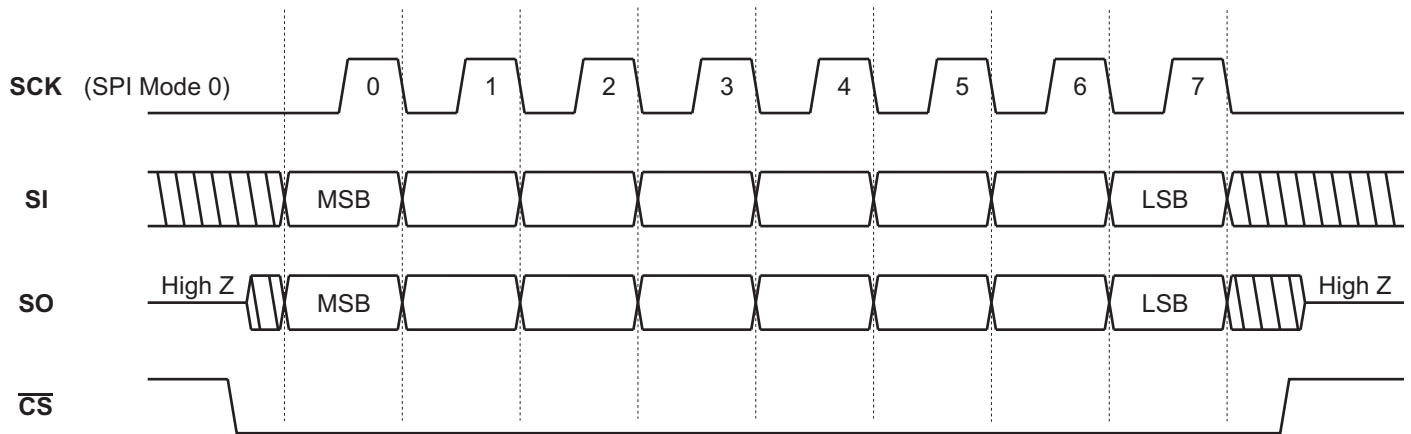 SCK (SPI Mode 0) 0 1 2 3 4 5 6 7
SI MSB LSB
High Z High Z
SO MSB LSB
CS